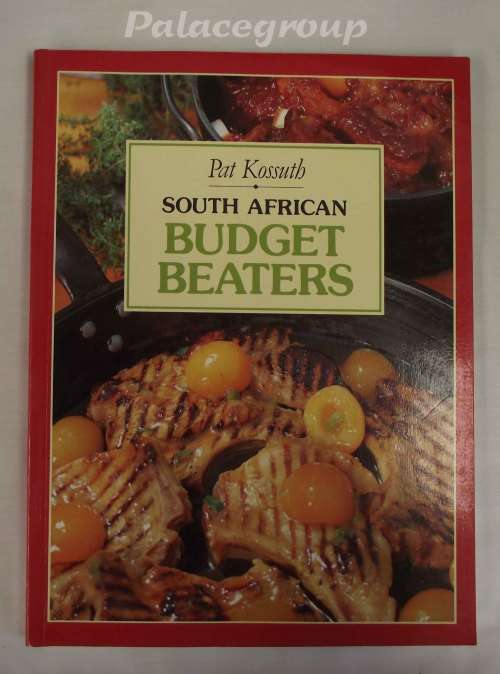 Palacegroup
Pat Kossuth
SOUTH AFRICAN
BUDGET
BEATERS